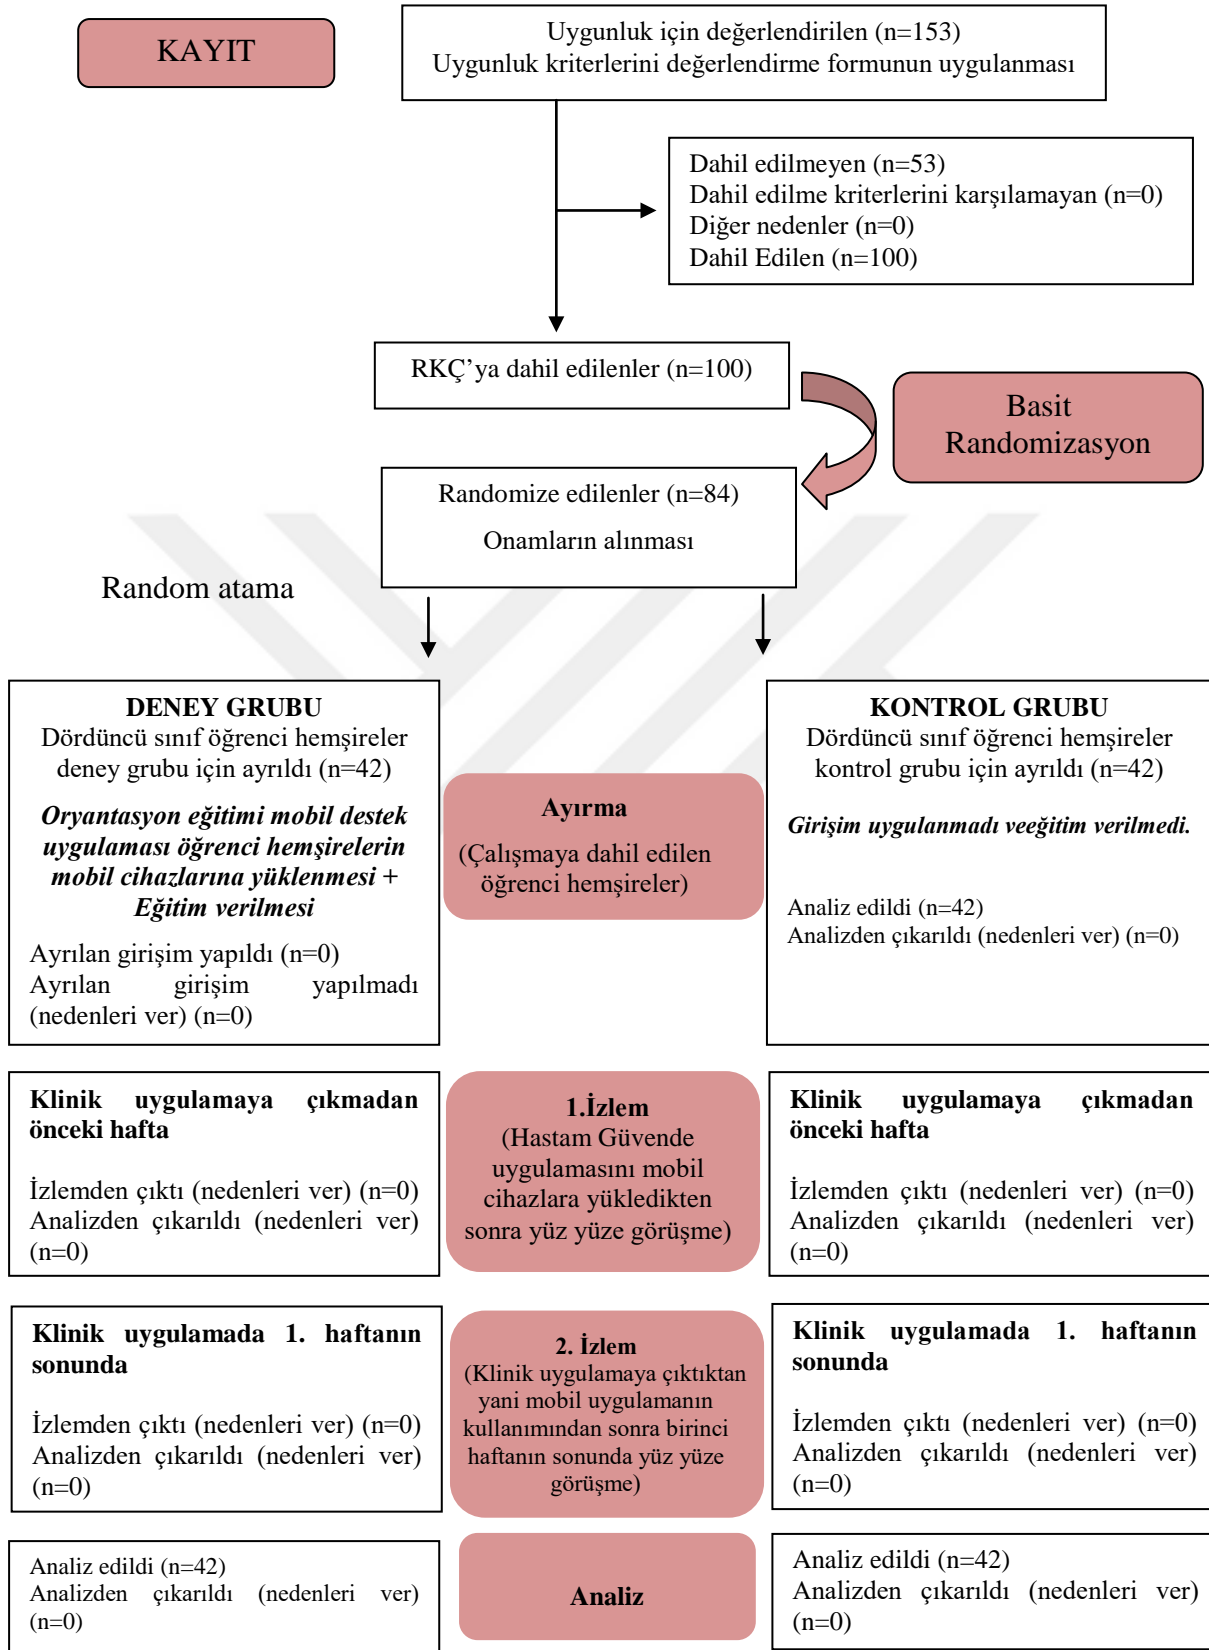 KAYIT
Uygunluk için değerlendirilen (n=153)
Uygunluk kriterlerini değerlendirme formunun uygulanması
Dahil edilmeyen (n=53)
Dahil edilme kriterlerini karşılamayan (n=0)
Diğer nedenler (n=0)
Dahil Edilen (n=100)
RKÇ’ya dahil edilenler (n=100)
Basit
Randomizasyon
Randomize edilenler (n=84)
Onamların alınması
Random atama
DENEY GRUBU
Dördüncü sınıf öğrenci hemşireler
deney grubu için ayrıldı (n=42)
Oryantasyon eğitimi mobil destek
uygulaması öğrenci hemşirelerin
mobil cihazlarına yüklenmesi +
Eğitim verilmesi
Ayrılan girişim yapıldı (n=0)
Ayrılan girişim yapılmadı
(nedenleri ver) (n=0)
Ayırma
(Çalışmaya dahil edilen
öğrenci hemşireler)
KONTROL GRUBU
Dördüncü sınıf öğrenci hemşireler
kontrol grubu için ayrıldı (n=42)
Girişim uygulanmadı veeğitim verilmedi.
Analiz edildi (n=42)
Analizden çıkarıldı (nedenleri ver) (n=0)
Klinik uygulamaya çıkmadan
önceki hafta
İzlemden çıktı (nedenleri ver) (n=0)
Analizden çıkarıldı (nedenleri ver)
(n=0)
1.İzlem
(Hastam Güvende
uygulamasını mobil
cihazlara yükledikten
sonra yüz yüze görüşme)
Klinik uygulamaya çıkmadan
önceki hafta
İzlemden çıktı (nedenleri ver) (n=0)
Analizden çıkarıldı (nedenleri ver)
(n=0)
Klinik uygulamada 1. haftanın
sonunda
İzlemden çıktı (nedenleri ver) (n=0)
Analizden çıkarıldı (nedenleri ver)
(n=0)
2. İzlem
(Klinik uygulamaya çıktıktan
yani mobil uygulamanın
kullanımından sonra birinci
haftanın sonunda yüz yüze
görüşme)
Klinik uygulamada 1. haftanın
sonunda
İzlemden çıktı (nedenleri ver) (n=0)
Analizden çıkarıldı (nedenleri ver)
(n=0)
Analiz edildi (n=42)
Analizden çıkarıldı (nedenleri ver)
(n=0)
Analiz
Analiz edildi (n=42)
Analizden çıkarıldı (nedenleri ver)
(n=0)